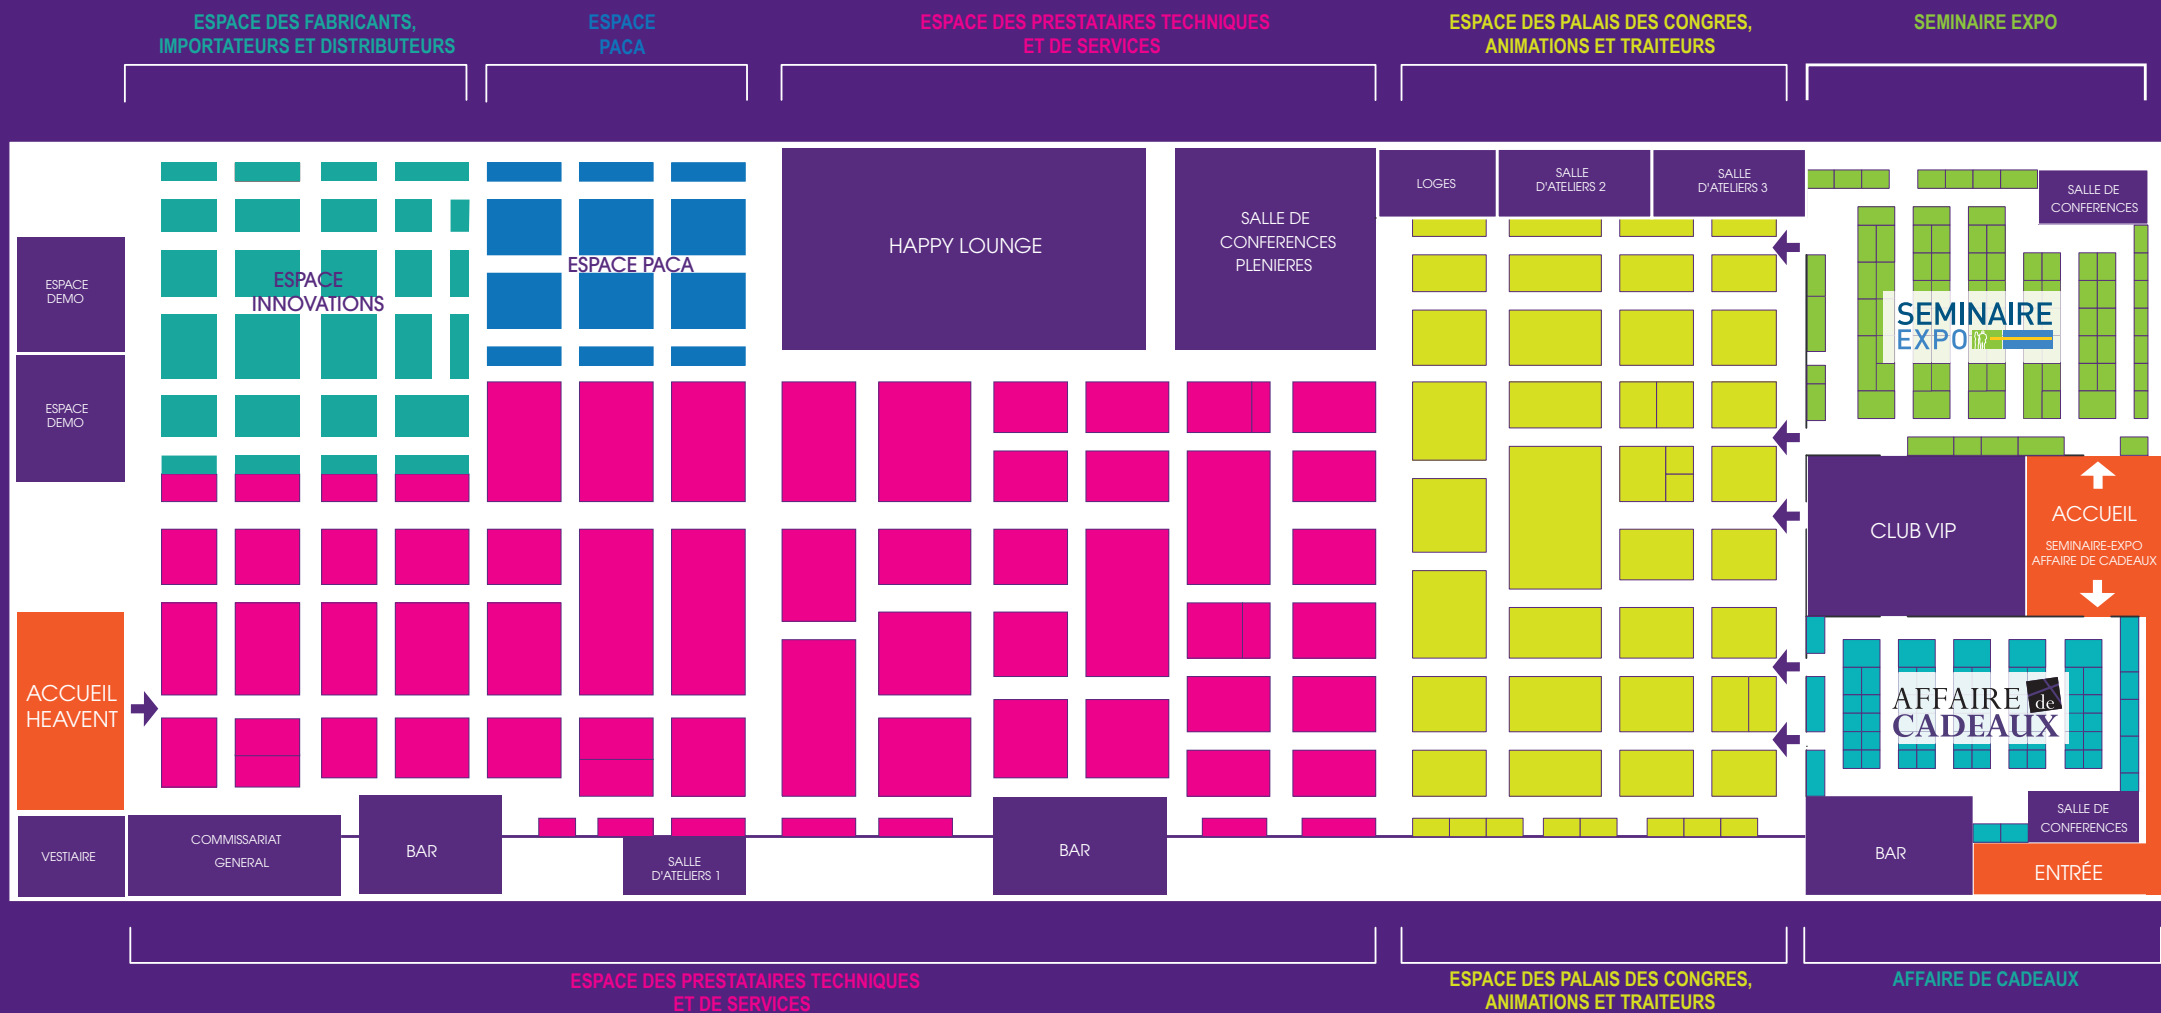 ESPACE DES FABRICANTS,
IMPORTATEURS ET DISTRIBUTEURS
ESPACE
PACA
ESPACE DES PRESTATAIRES TECHNIQUES
ET DE SERVICES
ESPACE DES PALAIS DES CONGRES,
ANIMATIONS ET TRAITEURS
SEMINAIRE EXPO
ESPACE
DEMO
ESPACE
DEMO
ESPACE
INNOVATIONS
ESPACE PACA
HAPPY LOUNGE
SALLE DE
CONFERENCES
PLENIERES
LOGES
SALLE
D'ATELIERS 2
SALLE
D'ATELIERS 3
SALLE DE
CONFERENCES
SEMINAIRE
EXPO
CLUB VIP
ACCUEIL
SEMINAIRE-EXPO
AFFAIRE DE CADEAUX
ACCUEIL
HEAVENT
AFFAIRE de
CADEAUX
VESTIAIRE
COMMISSARIAT
GENERAL
BAR
SALLE
D'ATELIERS 1
BAR
BAR
SALLE DE
CONFERENCES
ENTRÉE
ESPACE DES PRESTATAIRES TECHNIQUES
ET DE SERVICES
ESPACE DES PALAIS DES CONGRES,
ANIMATIONS ET TRAITEURS
AFFAIRE DE CADEAUX